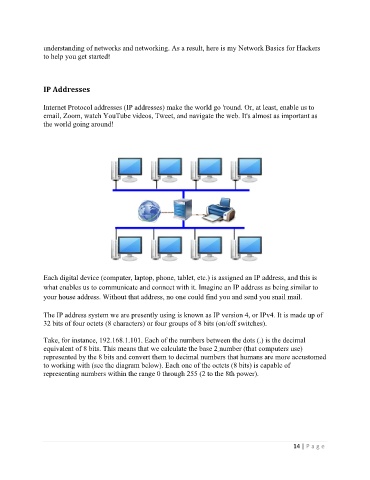 understanding of networks and networking. As a result, here is my Network Basics for Hackers
to help you get started!
IP Addresses
Internet Protocol addresses (IP addresses) make the world go 'round. Or, at least, enable us to
email, Zoom, watch YouTube videos, Tweet, and navigate the web. It's almost as important as
the world going around!
Each digital device (computer, laptop, phone, tablet, etc.) is assigned an IP address, and this is
what enables us to communicate and connect with it. Imagine an IP address as being similar to
your house address. Without that address, no one could find you and send you snail mail.
The IP address system we are presently using is known as IP version 4, or IPv4. It is made up of
32 bits of four octets (8 characters) or four groups of 8 bits (on/off switches).
Take, for instance, 192.168.1.101. Each of the numbers between the dots (.) is the decimal
equivalent of 8 bits. This means that we calculate the base 2 number (that computers use)
represented by the 8 bits and convert them to decimal numbers that humans are more accustomed
to working with (see the diagram below). Each one of the octets (8 bits) is capable of
representing numbers within the range 0 through 255 (2 to the 8th power).
14 | P a g e